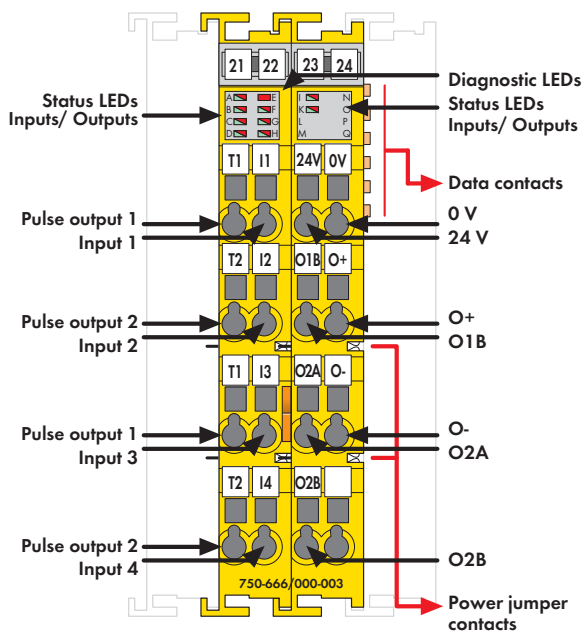 21 22 23 24
Diagnostic LEDs
Status LEDs
Inputs/ Outputs
Status LEDs
Inputs/ Outputs
A E I N
B F K O
C G L P
D H M Q
T1 I1 24V 0V
Data contacts
Pulse output 1
Input 1
0 V
24 V
T2 I2 O1B O+
Pulse output 2
Input 2
O+
O1B
T1 I3 O2A O-
Pulse output 1
Input 3
O-
O2A
T2 I4 O2B
Pulse output 2
Input 4
O2B
750-666/000-003
Power jumper
contacts